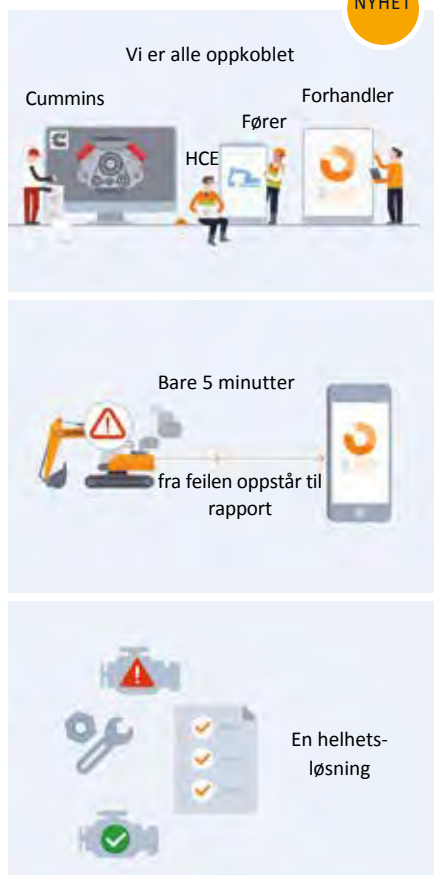 NYHET
Vi er alle oppkoblet
Cummins
Forhandler
Fører
HCE
Bare 5 minutter
fra feilen oppstår til
rapport
En helhets-
løsning